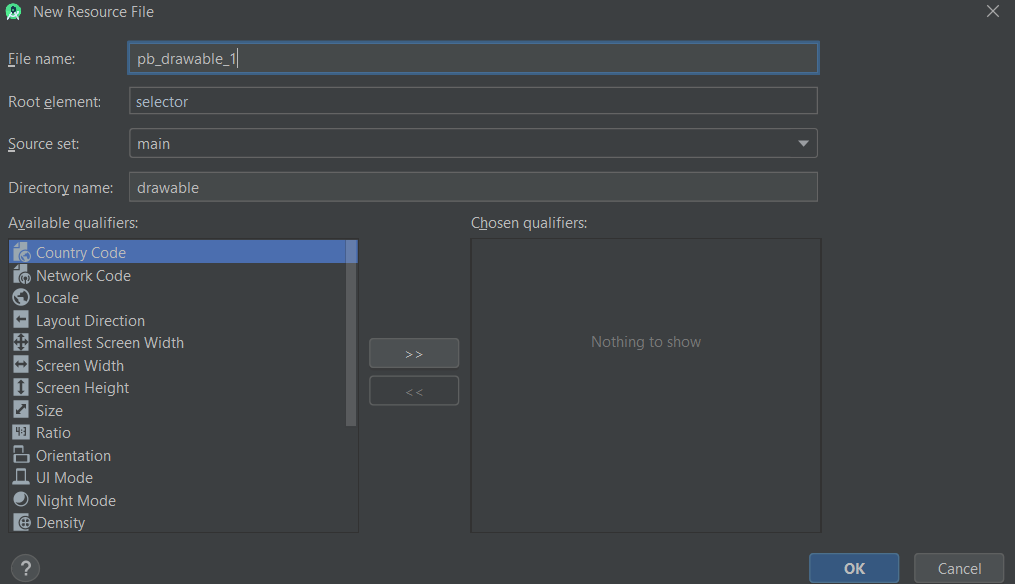 New Resource File
File name: pb_drawable_1
Root element: selector
Source set: main
Directory name: drawable
Available qualifiers: Chosen qualifiers:
Country Code
Network Code
Locale
Layout Direction
Smallest Screen Width
Screen Width
Screen Height
Size
4:3 Ratio
Orientation
UI Mode
Night Mode
Density
>>
<<
Nothing to show
? OK Cancel